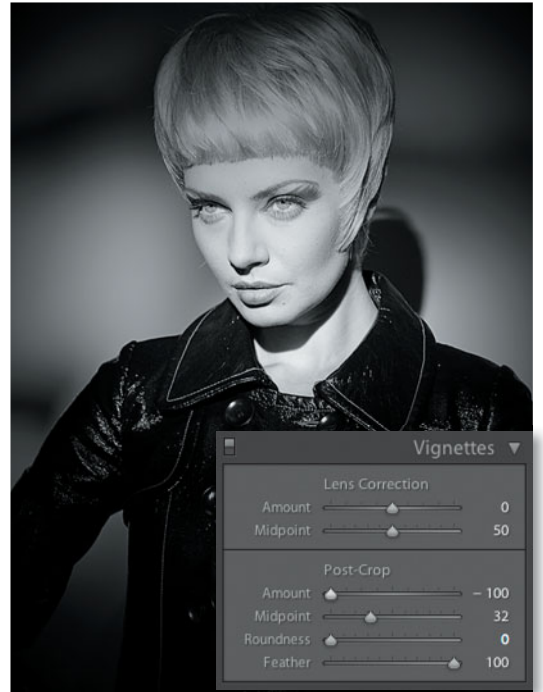 Vignettes
Lens Correction
Amount 0
Midpoint 50
Post-Crop
Amount – 100
Midpoint 32
Roundness 0
Feather 100